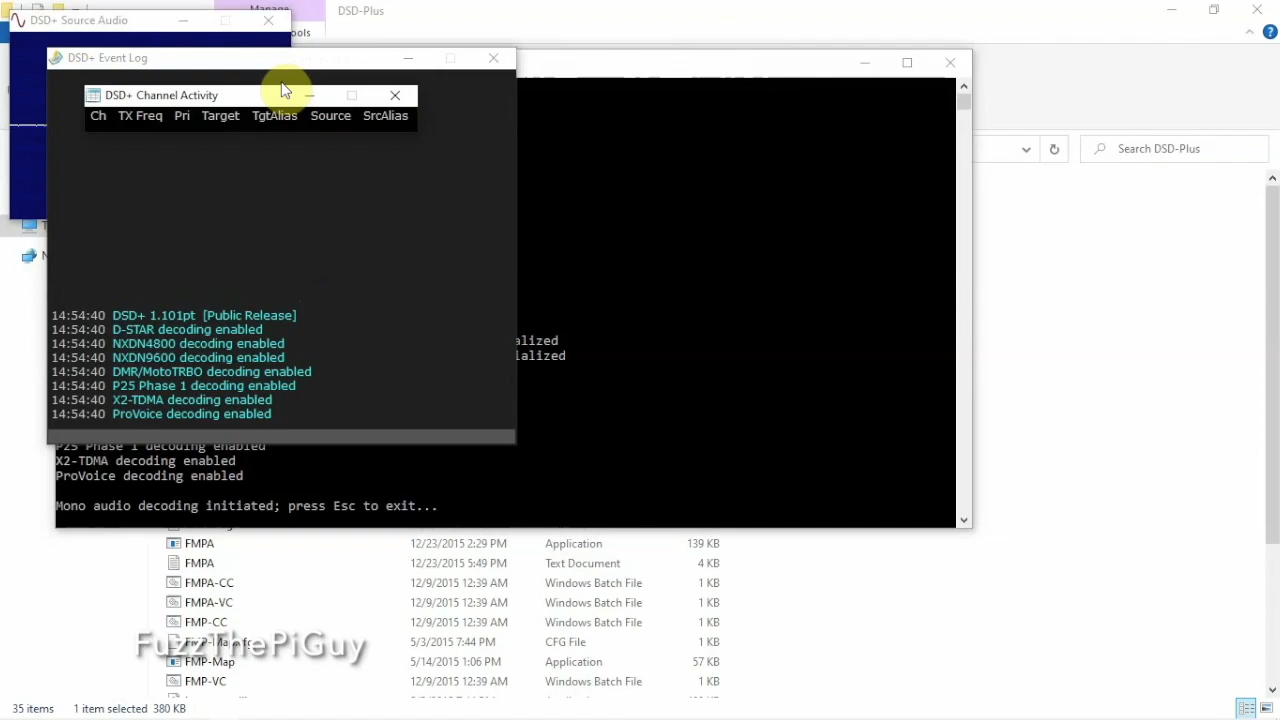 Manage
DSD-Plus
DSD+ Source Audio
ools
DSD+ Event Log
DSD+ Channel Activity
Ch TX Freq Pri Target TgtAlias Source SrcAlias
Search DSD-Plus
14:54:40 DSD+ 1.101pt [Public Release]
14:54:40 D-STAR decoding enabled
14:54:40 NXDN4800 decoding enabled
14:54:40 NXDN9600 decoding enabled
14:54:40 DMR/MotoTRBO decoding enabled
14:54:40 P25 Phase 1 decoding enabled
14:54:40 X2-TDMA decoding enabled
14:54:40 ProVoice decoding enabled
alized
ialized
P25 Phase 1 decoding enabled
X2-TDMA decoding enabled
ProVoice decoding enabled
Mono audio decoding initiated; press Esc to exit...
FMPA 12/23/2015 2:29 PM Application 139 KB
FMPA 12/23/2015 5:49 PM Text Document 4 KB
FMPA-CC 12/9/2015 12:39 AM Windows Batch File 1 KB
FMPA-VC 12/9/2015 12:39 AM Windows Batch File 1 KB
FMP-CC 12/9/2015 12:39 AM Windows Batch File 1 KB
FMP-Map.cfg 5/3/2015 7:44 PM CFG File 1 KB
FMP-Map 5/14/2015 1:06 PM Application 57 KB
FMP-VC 12/9/2015 12:39 AM Windows Batch File 1 KB
FuzzThePiGuy
35 items 1 item selected 380 KB